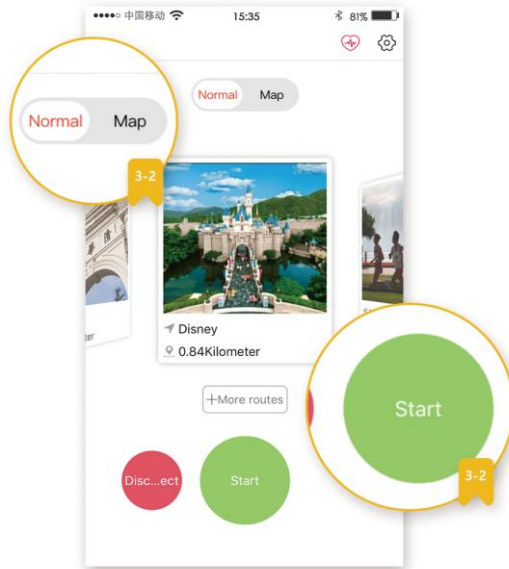 中国移动
15:35
81%
Normal Map
Normal Map
3-2
Disney
0.84Kilometer
+More routes
Disc...ect
Start
Start
3-2